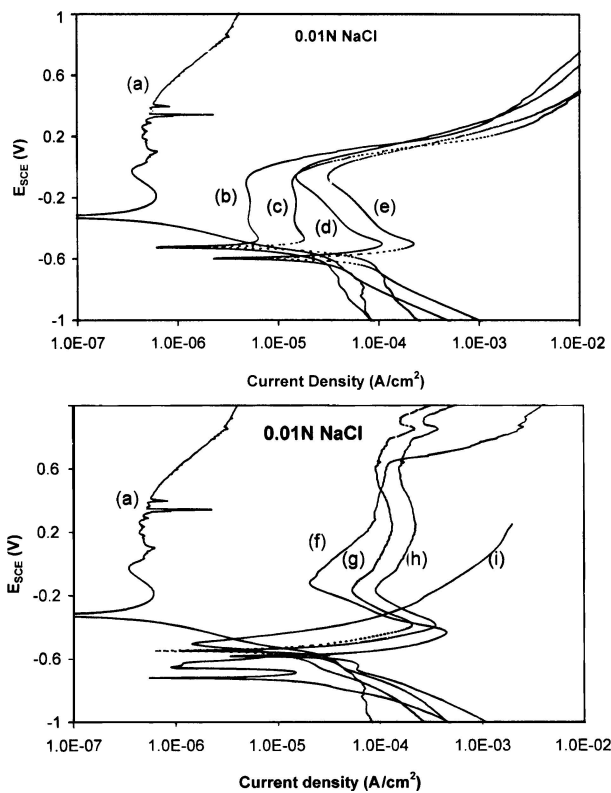 0.01N NaCl
1
(a)
0.6
E_SCE (V)
0.2
-0.2
(b)
(c)
(d)
(e)
-0.6
-1
1.0E-07 1.0E-06 1.0E-05 1.0E-04 1.0E-03 1.0E-02
Current Density (A/cm²)
0.01N NaCl
0.6
(a)
E_SCE (V)
0.2
(f)
(g)
(h)
(i)
-0.2
-0.6
-1
1.0E-07 1.0E-06 1.0E-05 1.0E-04 1.0E-03 1.0E-02
Current density (A/cm²)